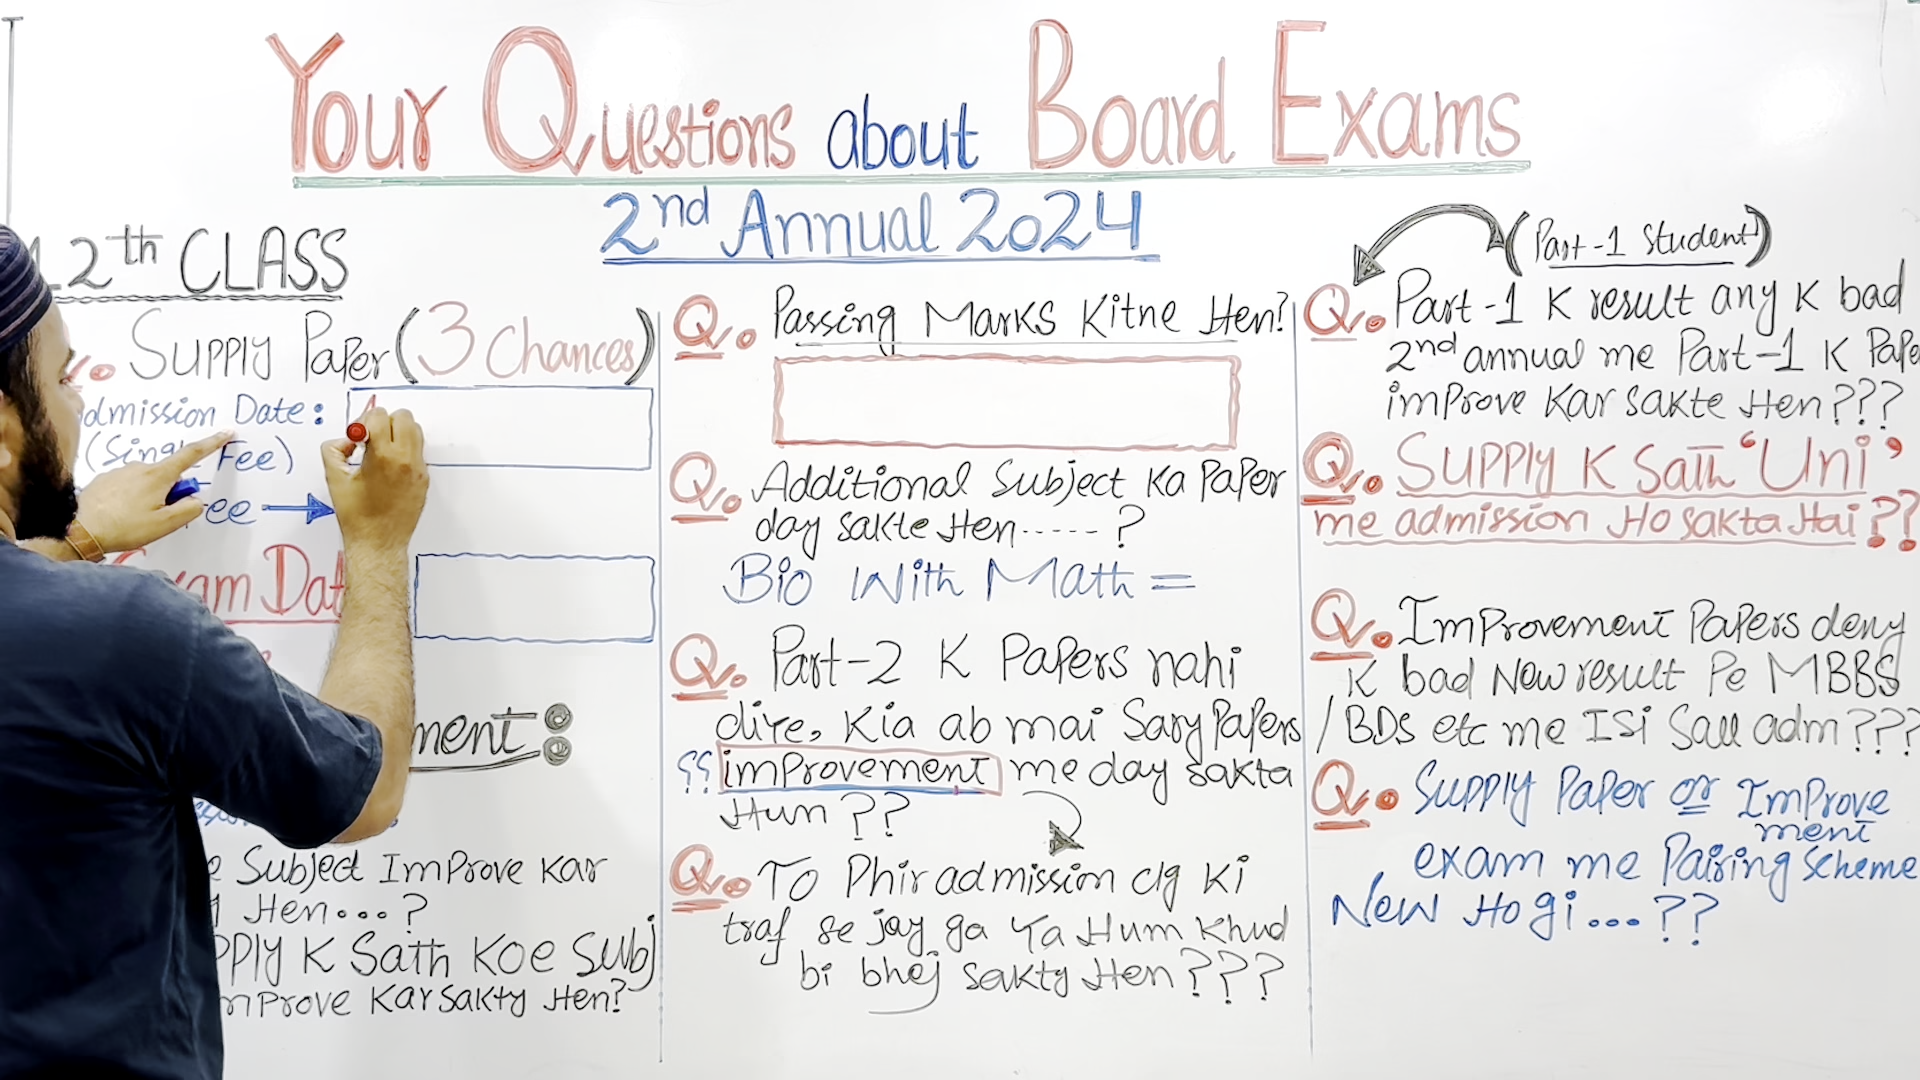 Your Questions about Board Exams
2nd Annual 2024
12th CLASS
Supply Paper (3 Chances)
Admission Date:
(Single Fee)
Fee →
Exam Date
ment:
Subject Improve Kar
Hen...?
Supply K Sath Koe Subj
improve Kar sakty Hen?
Q. Passing Marks Kitne Hen?
Q. Additional Subject Ka Paper
day sakte Hen.....?
Bio With Math =
Q. Part-2 K Papers nahi
diye, Kia ab mai Sary Papers
?? improvement me day sakta
Hun ??
Q. To Phir admission clg Ki
traf se jay ga Ya Hum Khud
bi bhej sakty Hen???
(Part-1 Student)
Q. Part-1 K result any K bad
2nd annual me Part-1 K Pape
improve Kar sakte Hen???
Q. Supply K Sath 'Uni'
me admission Ho sakta Hai??
Q. Improvement Papers deny
K bad New result Pe MBBS
/BDS etc me ISi Sall adm???
Q. Supply Paper or Improve
ment
exam me Pairing Scheme
New Hogi...??